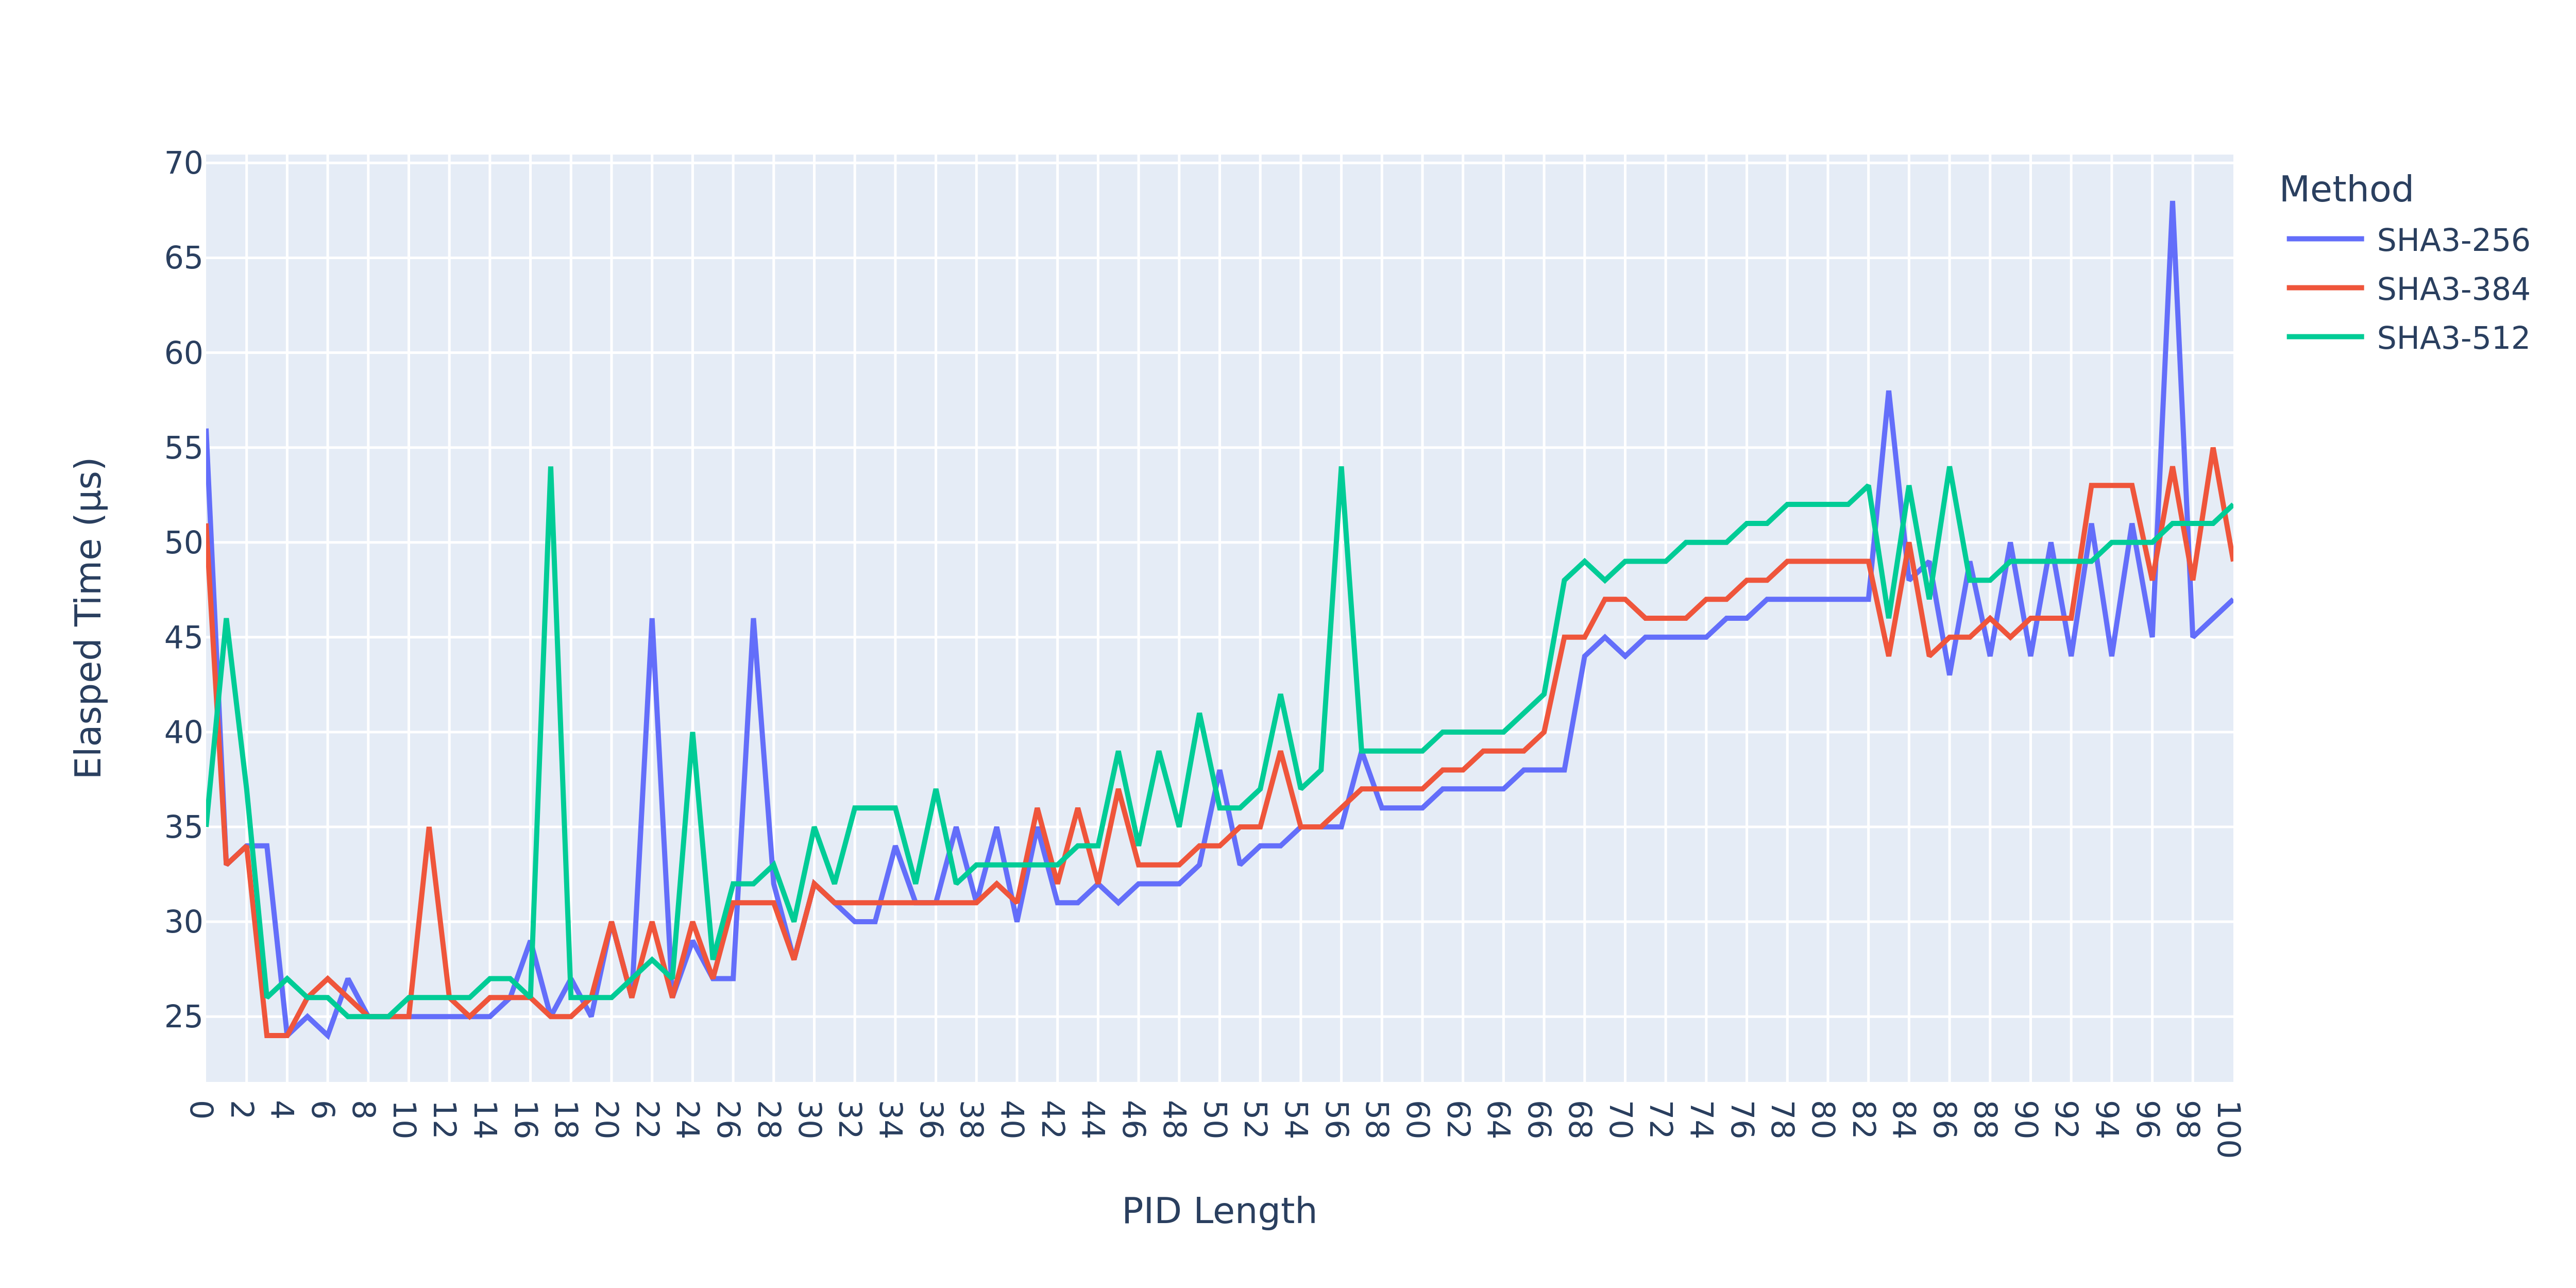 70
65
60
55
50
45
40
35
30
25
Elasped Time (μs)
0 2 4 6 8 10 12 14 16 18 20 22 24 26 28 30 32 34 36 38 40 42 44 46 48 50 52 54 56 58 60 62 64 66 68 70 72 74 76 78 80 82 84 86 88 90 92 94 96 98 100
PID Length
Method
SHA3-256
SHA3-384
SHA3-512